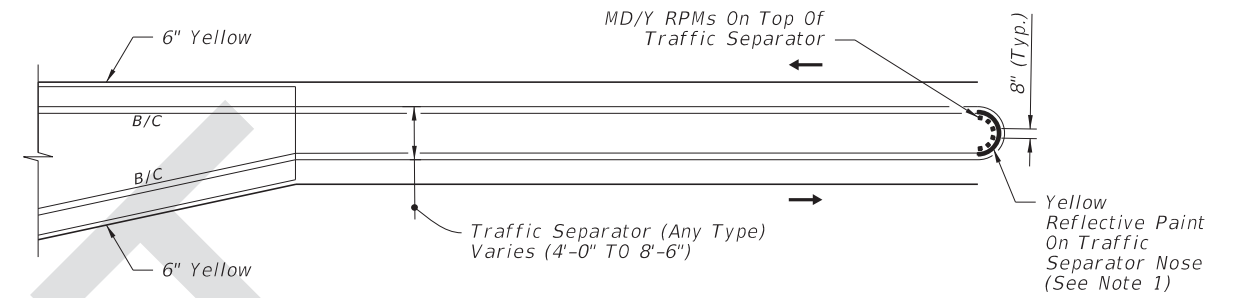 MD/Y RPMs On Top Of
Traffic Separator
6" Yellow
8" (Typ.)
B/C
B/C
Traffic Separator (Any Type)
Varies (4'-0" TO 8'-6")
6" Yellow
Yellow
Reflective Paint
On Traffic
Separator Nose
(See Note 1)